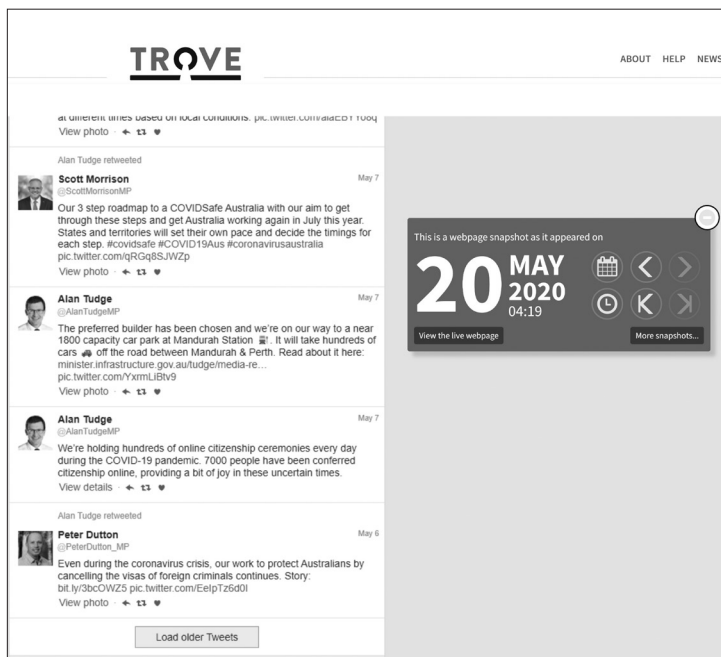 TROVE
ABOUT HELP NEWS
at different times based on local conditions.
View photo
Alan Tudge retweeted
Scott Morrison May 7
@ScottMorrisonMP
Our 3 step roadmap to a COVIDSafe Australia with our aim to get
through these steps and get Australia working again in July this year.
States and territories will set their own pace and decide the timings for
each step. #covidsafe #COVID19Aus #coronavirusaustralia
pic.twitter.com/qRGq8SJWZp
View photo
Alan Tudge May 7
@AlanTudgeMP
The preferred builder has been chosen and we're on our way to a near
1800 capacity car park at Mandurah Station 🚉. It will take hundreds of
cars 🚗 off the road between Mandurah & Perth. Read about it here:
minister.infrastructure.gov.au/tudge/media-re…
pic.twitter.com/YxrmLiBtv9
View photo
Alan Tudge May 7
@AlanTudgeMP
We're holding hundreds of online citizenship ceremonies every day
during the COVID-19 pandemic. 7000 people have been conferred
citizenship online, providing a bit of joy in these uncertain times.
View details
Alan Tudge retweeted
Peter Dutton May 6
@PeterDutton_MP
Even during the coronavirus crisis, our work to protect Australians by
cancelling the visas of foreign criminals continues. Story:
bit.ly/3bcOWZ5 pic.twitter.com/EeIpTz6d0I
View photo
Load older Tweets
This is a webpage snapshot as it appeared on
20 MAY
2020
04:19
View the live webpage
More snapshots...